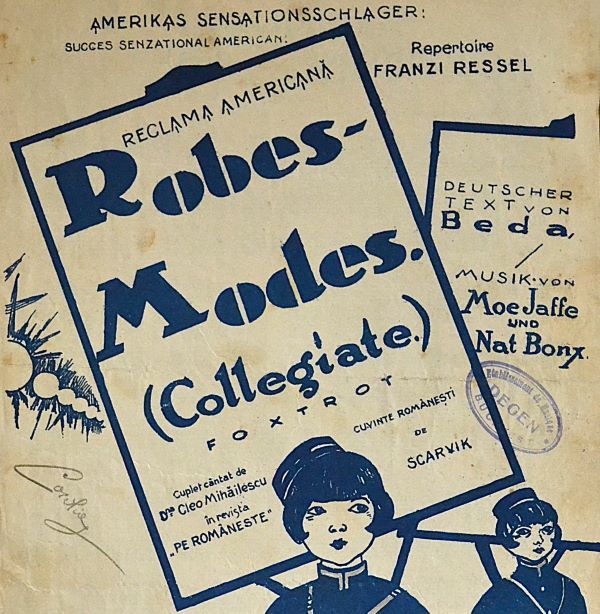 AMERIKAS SENSATIONSSCHLAGER:
SUCCES SENZATIONAL AMERICAN:
Repertoire
FRANZI RESSEL
RECLAMA AMERICANĂ
Robes-
Modes.
(Collegiate.)
FOXTROT
Cuplet cântat de
Dna Cleo Mihăilescu
în revista
„PE ROMÂNEȘTE”
CUVINTE ROMÂNEȘTI
DE
SCARVIK
DEUTSCHER
TEXT VON
Beda,
MUSIK·VON
Moe Jaffe
UND
Nat Bonx.
DEGEN